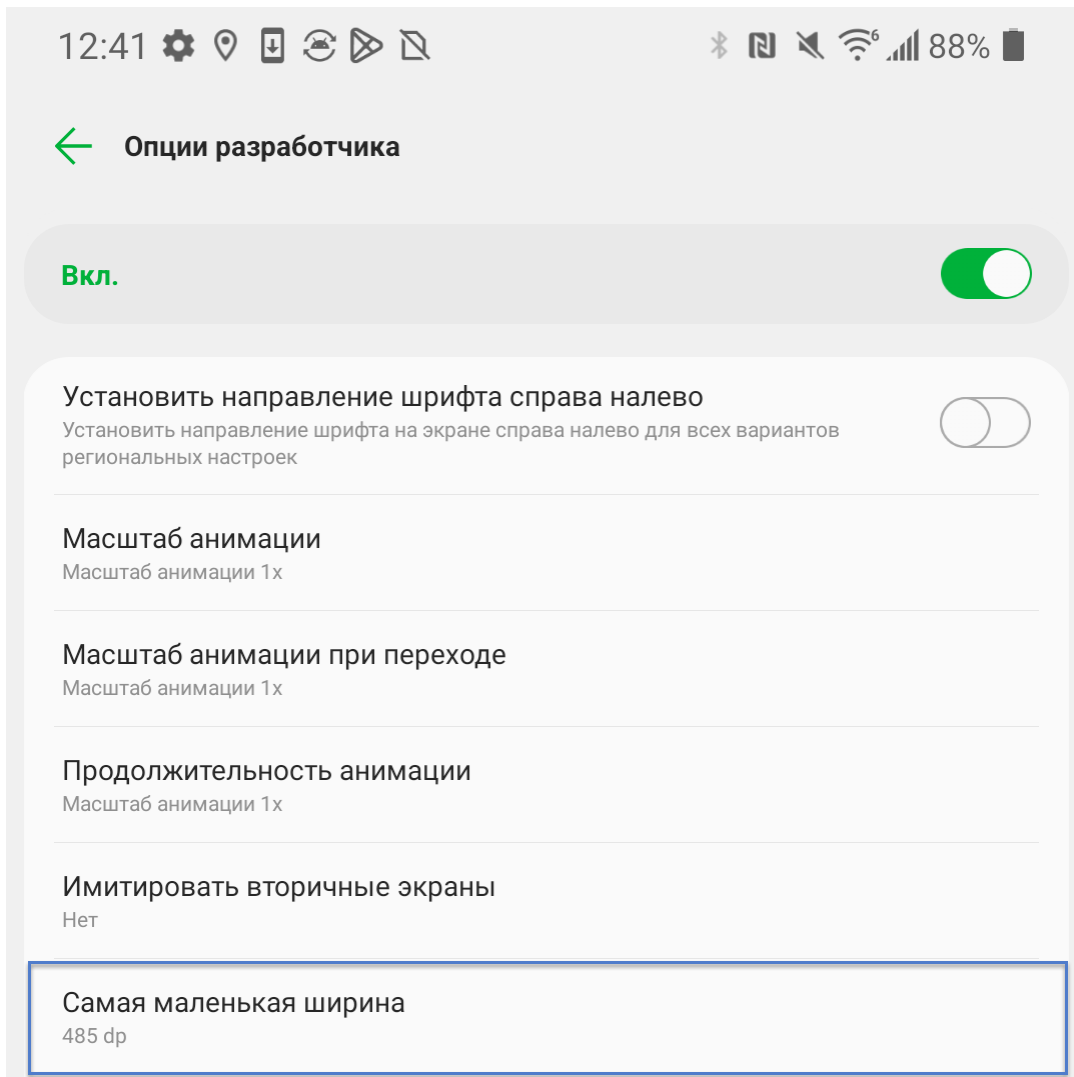 12:41 6 88%
Опции разработчика
Вкл.
Установить направление шрифта справа налево
Установить направление шрифта на экране справа налево для всех вариантов
региональных настроек
Масштаб анимации
Масштаб анимации 1x
Масштаб анимации при переходе
Масштаб анимации 1x
Продолжительность анимации
Масштаб анимации 1x
Имитировать вторичные экраны
Нет
Самая маленькая ширина
485 dp